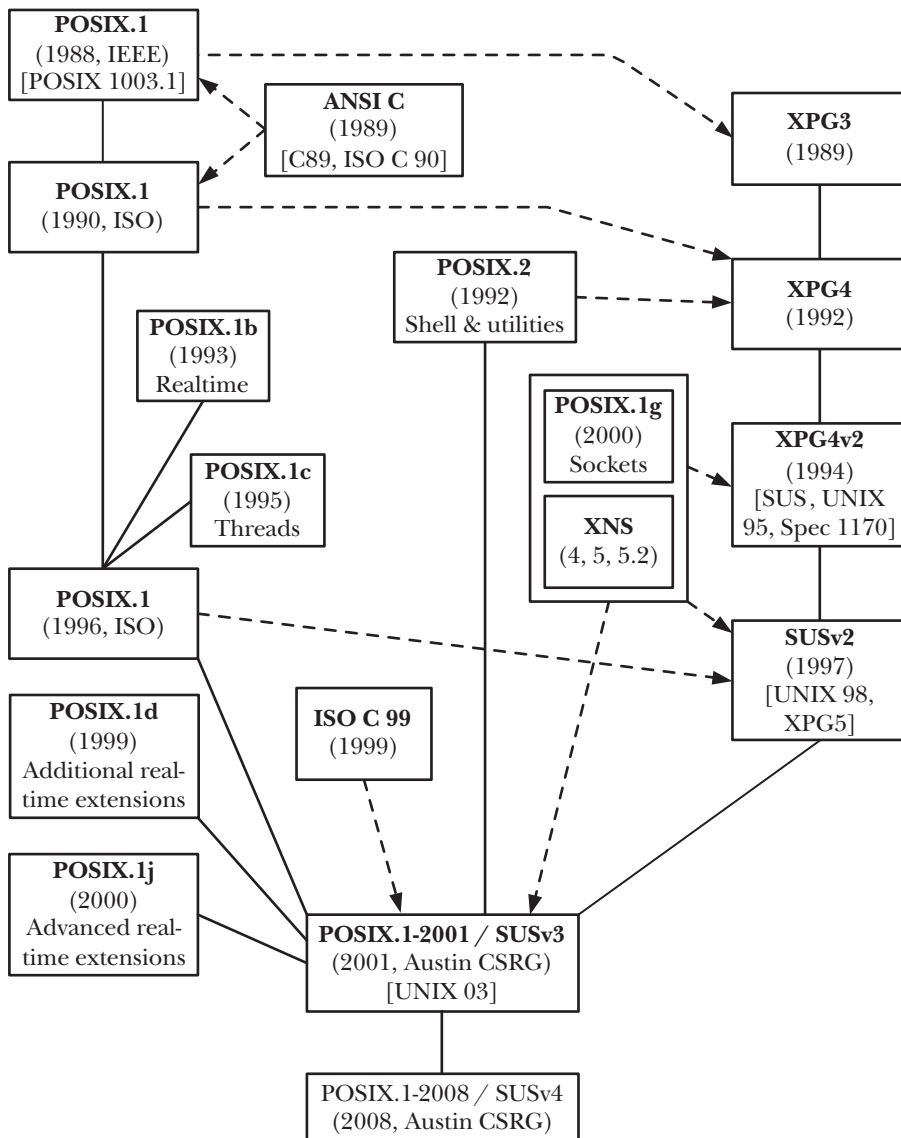 POSIX.1
(1988, IEEE)
[POSIX 1003.1]
ANSI C
(1989)
[C89, ISO C 90]
XPG3
(1989)
POSIX.1
(1990, ISO)
POSIX.2
(1992)
Shell & utilities
XPG4
(1992)
POSIX.1b
(1993)
Realtime
POSIX.1g
(2000)
Sockets
XNS
(4, 5, 5.2)
XPG4v2
(1994)
[SUS, UNIX
95, Spec 1170]
POSIX.1c
(1995)
Threads
POSIX.1
(1996, ISO)
SUSv2
(1997)
[UNIX 98,
XPG5]
POSIX.1d
(1999)
Additional real-
time extensions
ISO C 99
(1999)
POSIX.1j
(2000)
Advanced real-
time extensions
POSIX.1-2001 / SUSv3
(2001, Austin CSRG)
[UNIX 03]
POSIX.1-2008 / SUSv4
(2008, Austin CSRG)